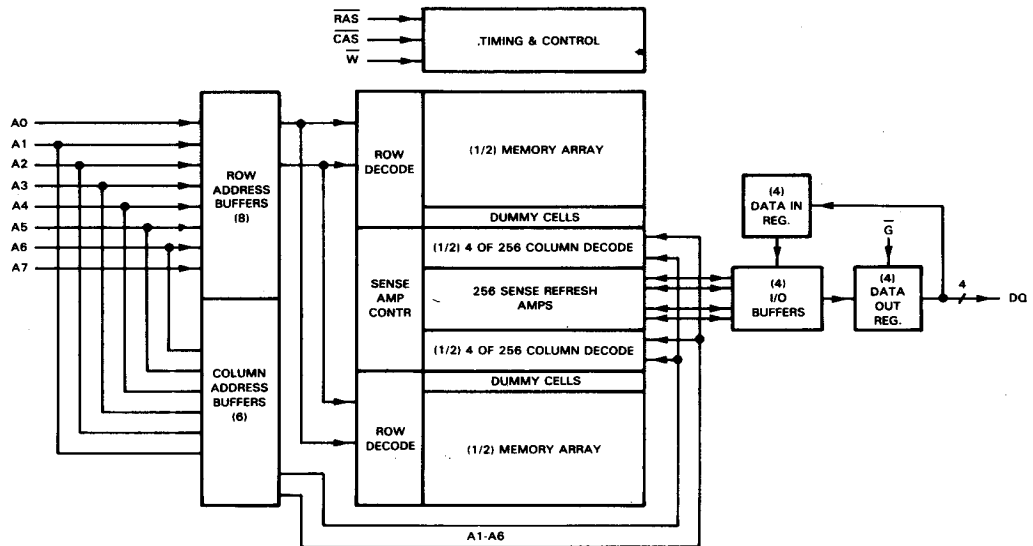 RAS
CAS
W
.TIMING & CONTROL
A0
A1
A2
A3
A4
A5
A6
A7
ROW
ADDRESS
BUFFERS
(8)
COLUMN
ADDRESS
BUFFERS
(6)
ROW
DECODE
(1/2) MEMORY ARRAY
DUMMY CELLS
SENSE
AMP
CONTR
(1/2) 4 OF 256 COLUMN DECODE
256 SENSE REFRESH
AMPS
(1/2) 4 OF 256 COLUMN DECODE
DUMMY CELLS
ROW
DECODE
(1/2) MEMORY ARRAY
A1-A6
(4)
DATA IN
REG.
G
(4)
I/O
BUFFERS
(4)
DATA
OUT
REG.
4
DQ